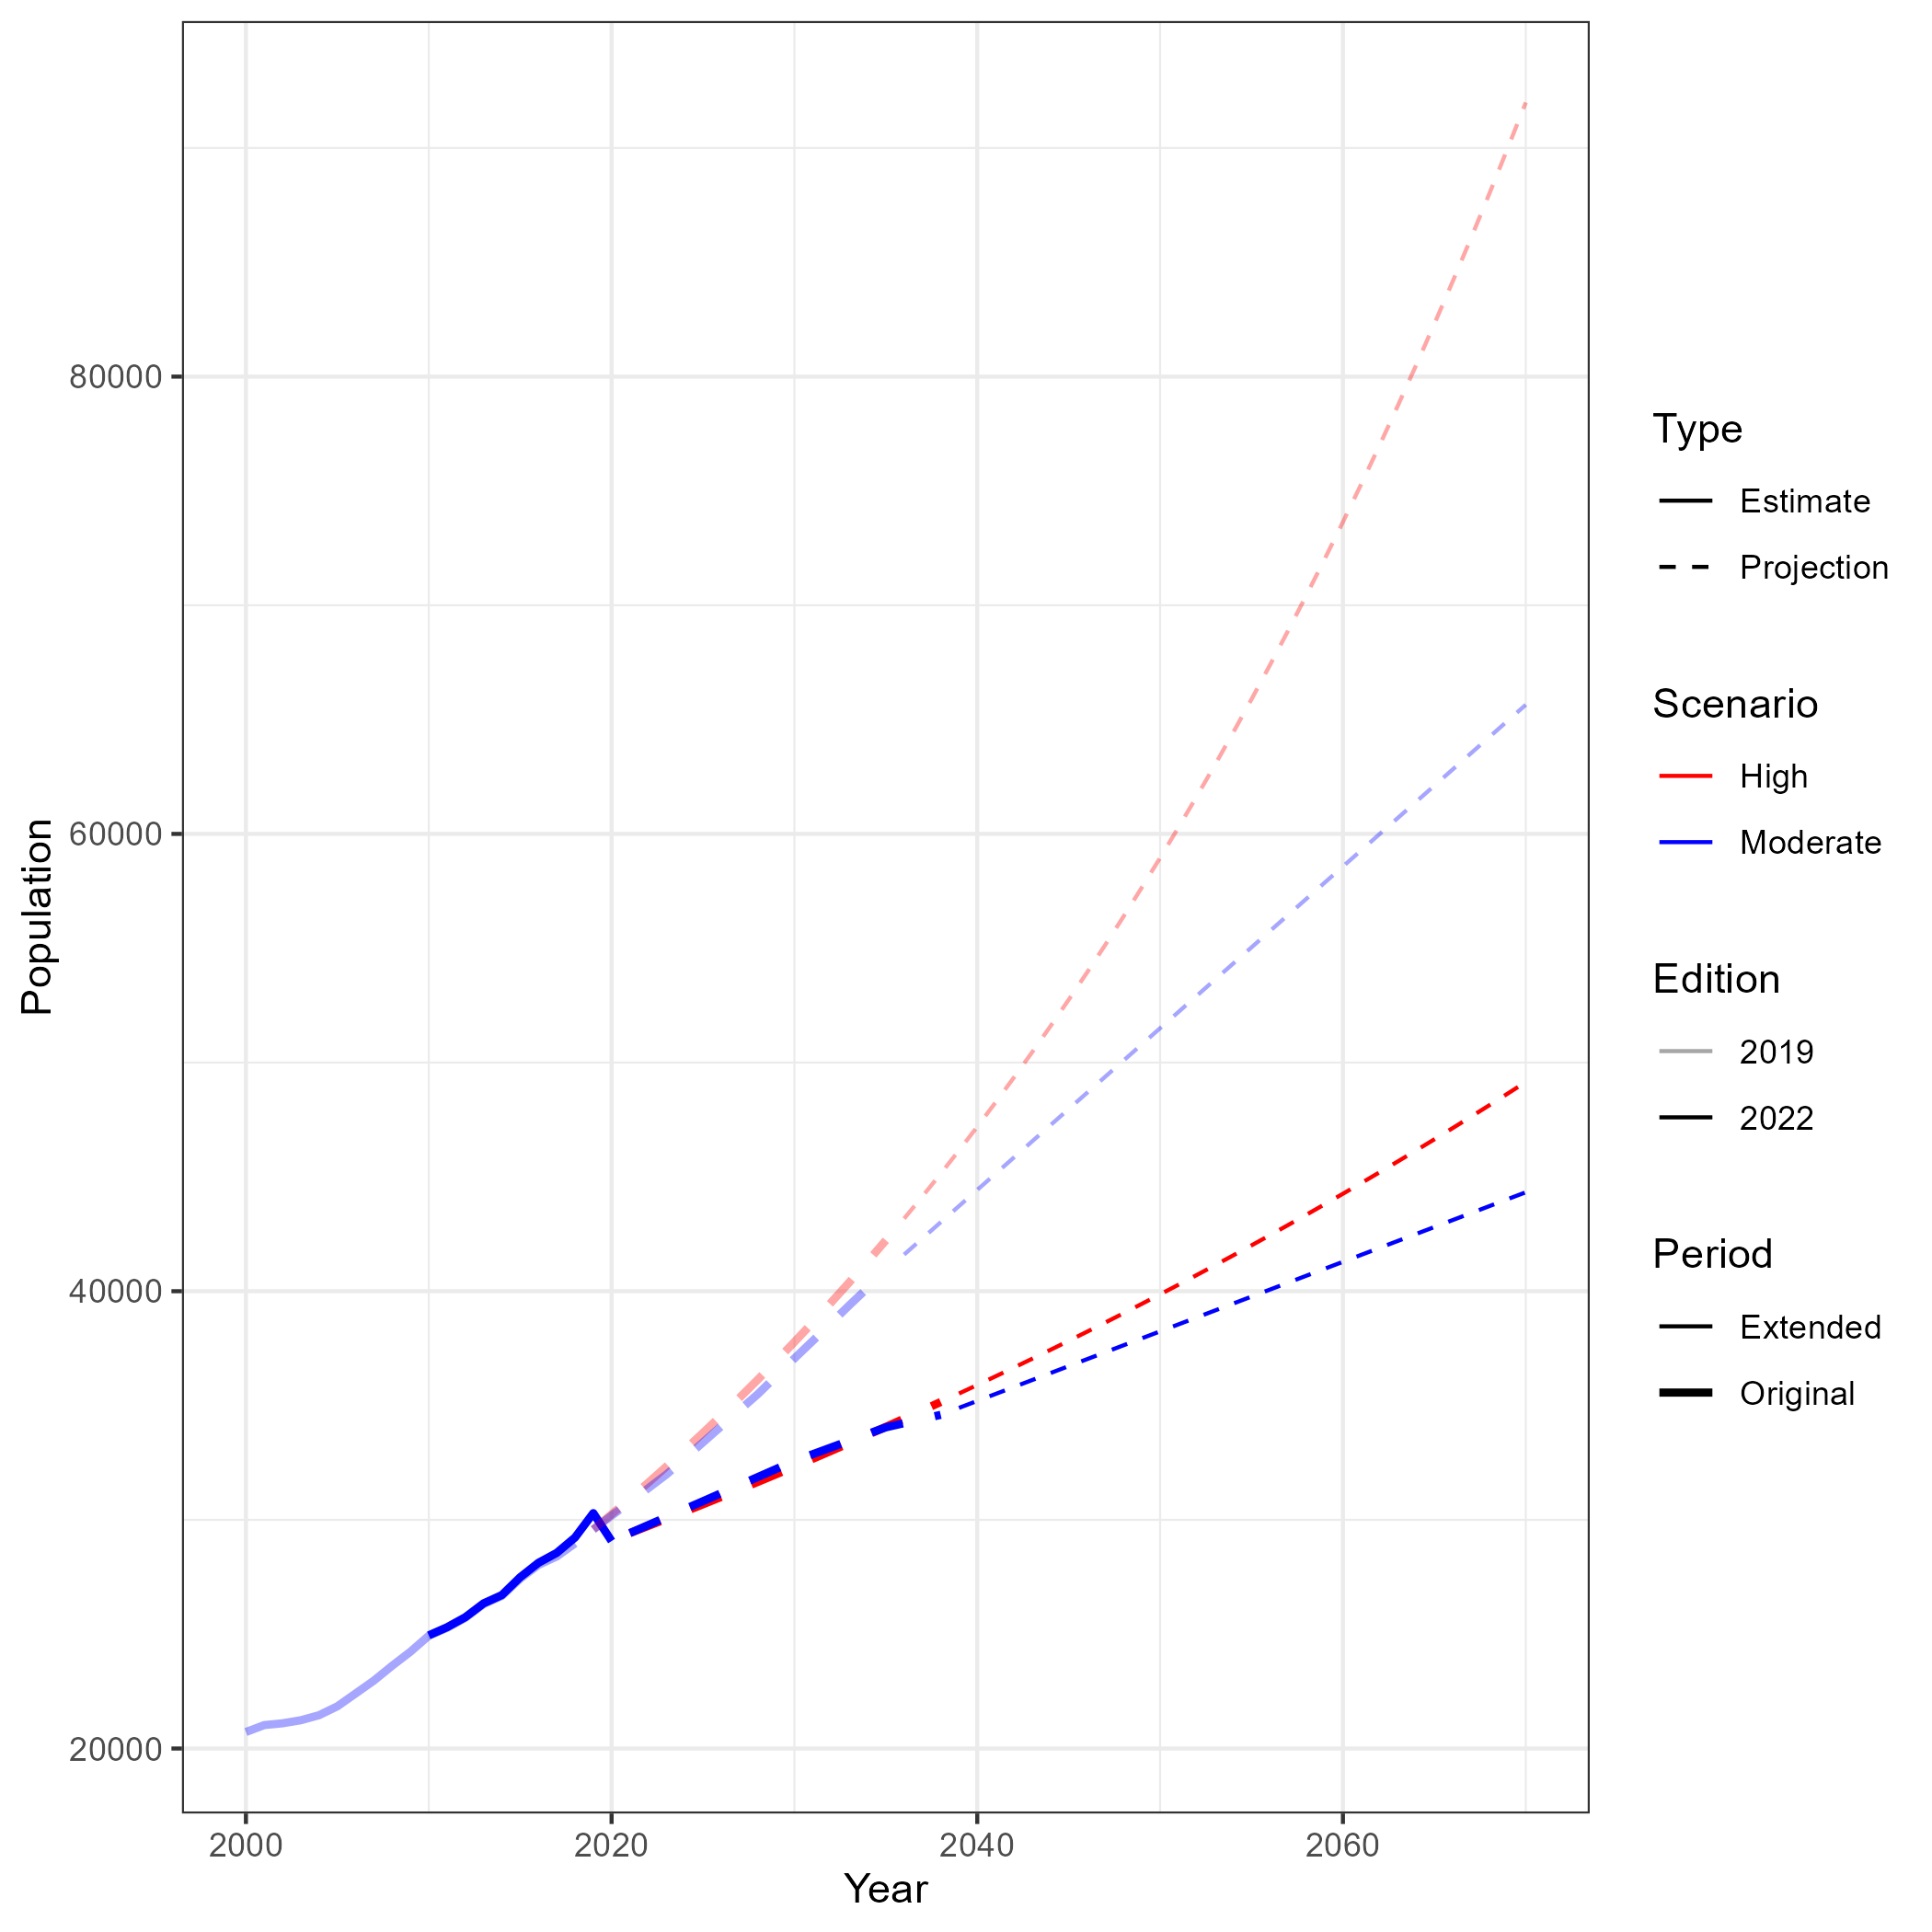 Population
80000
60000
40000
20000
2000
2020
2040
2060
Year
Type
Estimate
Projection
Scenario
High
Moderate
Edition
2019
2022
Period
Extended
Original